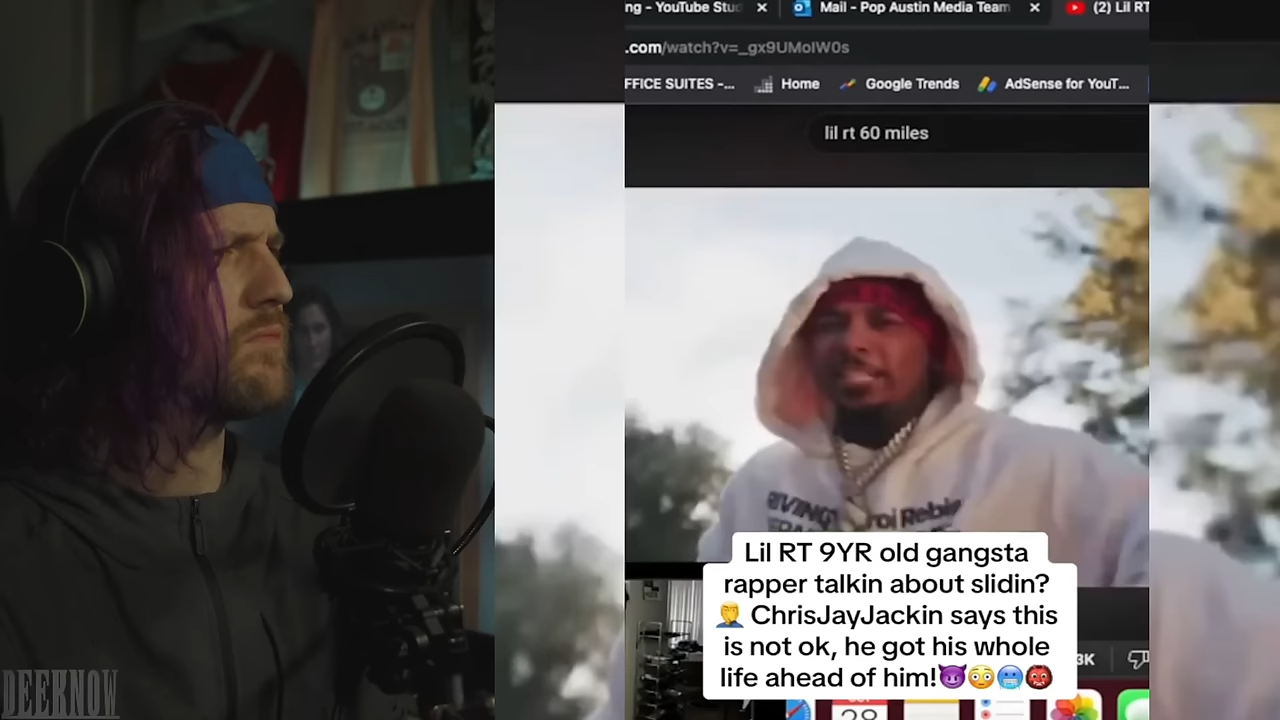 ng - YouTube Stu
Mail - Pop Austin Media Team
(2) Lil RT
.com/watch?v=_gx9UMolW0s
FFICE SUITES -...
Home
Google Trends
AdSense for YouT...
lil rt 60 miles
Lil RT 9YR old gangsta
rapper talkin about slidin?
🤦‍♂️ ChrisJayJackin says this
is not ok, he got his whole
life ahead of him!😈😳🥶👹
3K
28
DEEKNOW